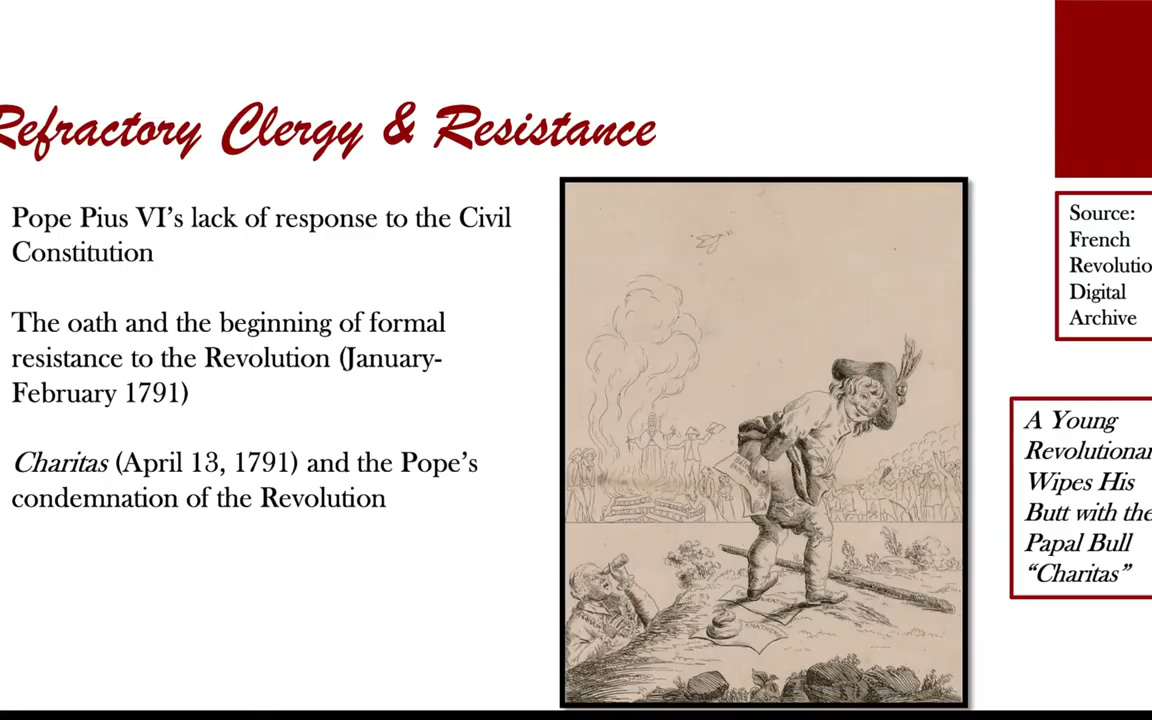 Refractory Clergy & Resistance
Pope Pius VI's lack of response to the Civil
Constitution
The oath and the beginning of formal
resistance to the Revolution (January-
February 1791)
Charitas (April 13, 1791) and the Pope's
condemnation of the Revolution
Source:
French
Revolutio
Digital
Archive
A Young
Revolutionar
Wipes His
Butt with the
Papal Bull
"Charitas"